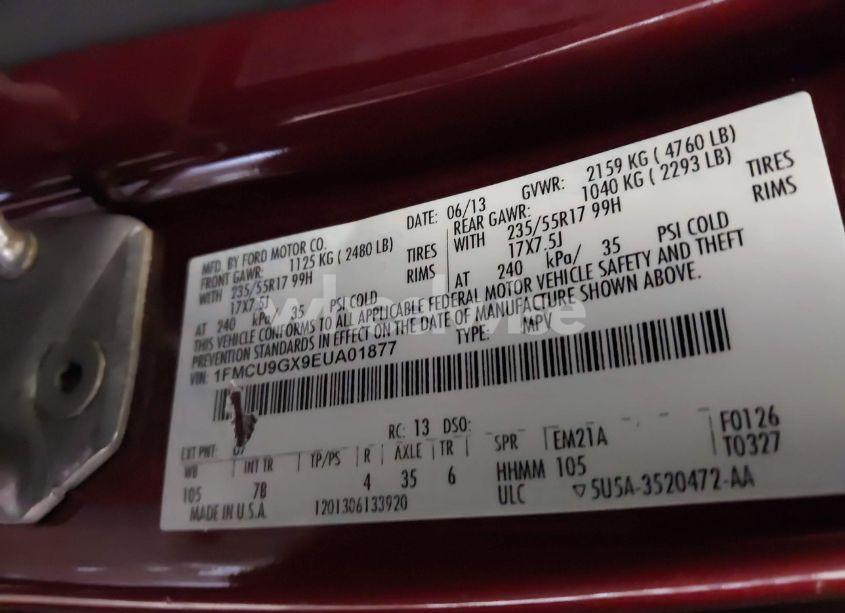 MFD. BY FORD MOTOR CO.
DATE: 06/13 GVWR: 2159 KG ( 4760 LB)
FRONT GAWR: 1125 KG ( 2480 LB) REAR GAWR: 1040 KG ( 2293 LB)
WITH 235/55R17 99H TIRES WITH 235/55R17 99H TIRES
17X7.5J RIMS 17X7.5J RIMS
AT 240 kPa/ 35 PSI COLD AT 240 kPa/ 35 PSI COLD
THIS VEHICLE CONFORMS TO ALL APPLICABLE FEDERAL MOTOR VEHICLE SAFETY AND THEFT
PREVENTION STANDARDS IN EFFECT ON THE DATE OF MANUFACTURE SHOWN ABOVE.
VIN: 1FMCU9GX9EUA01877 TYPE: MPV
EXT PNT: RC: 13 DSO: F0126
WB INT TR TP/PS R AXLE TR SPR EM21A T0327
105 7B 4 35 6 HHMM 105
MADE IN U.S.A. 1201306133920 ULC 5U5A-3520472-AA